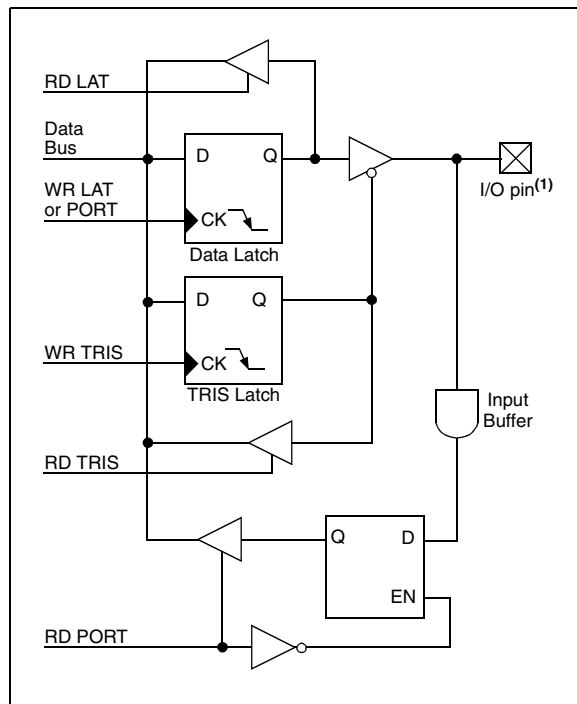 RD LAT
Data
Bus
D Q
I/O pin(1)
WR LAT
or PORT
CK
Data Latch
D Q
WR TRIS
CK
TRIS Latch
Input
Buffer
RD TRIS
Q D
EN
RD PORT